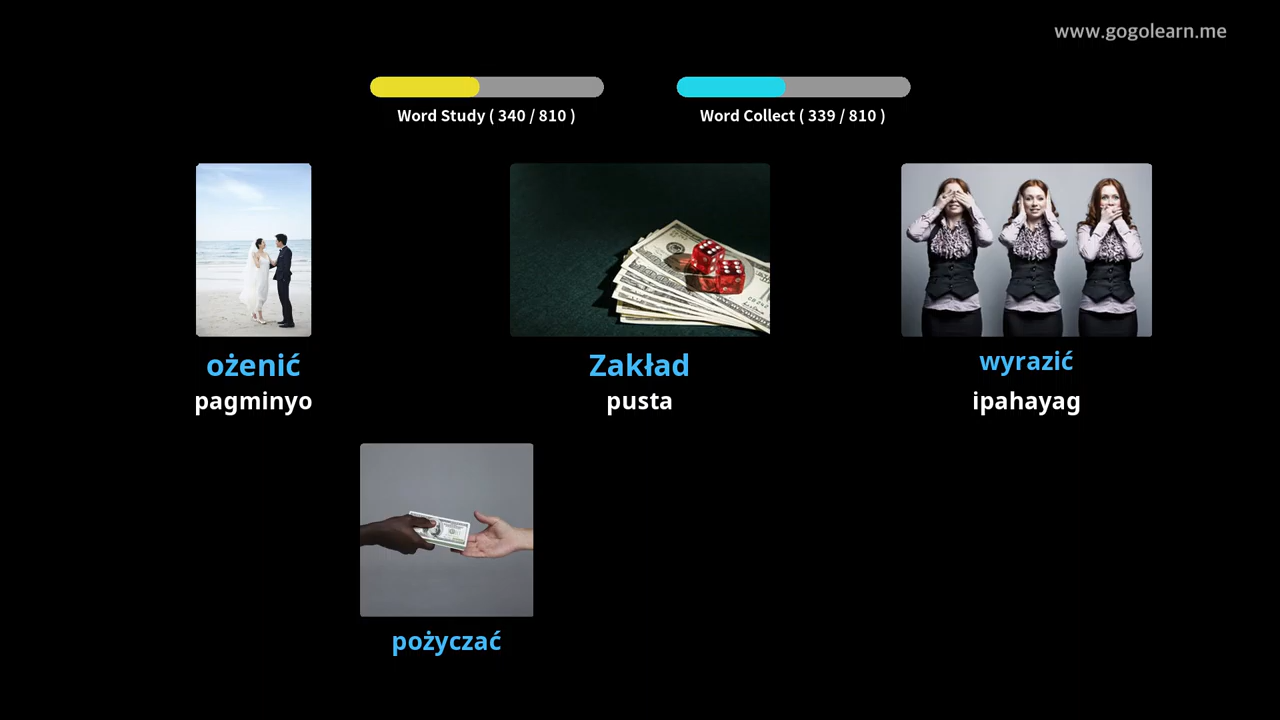 www.gogolearn.me
Word Study ( 340 / 810 )
Word Collect ( 339 / 810 )
ożenić
pagminyo
Zakład
pusta
wyrazić
ipahayag
pożyczać